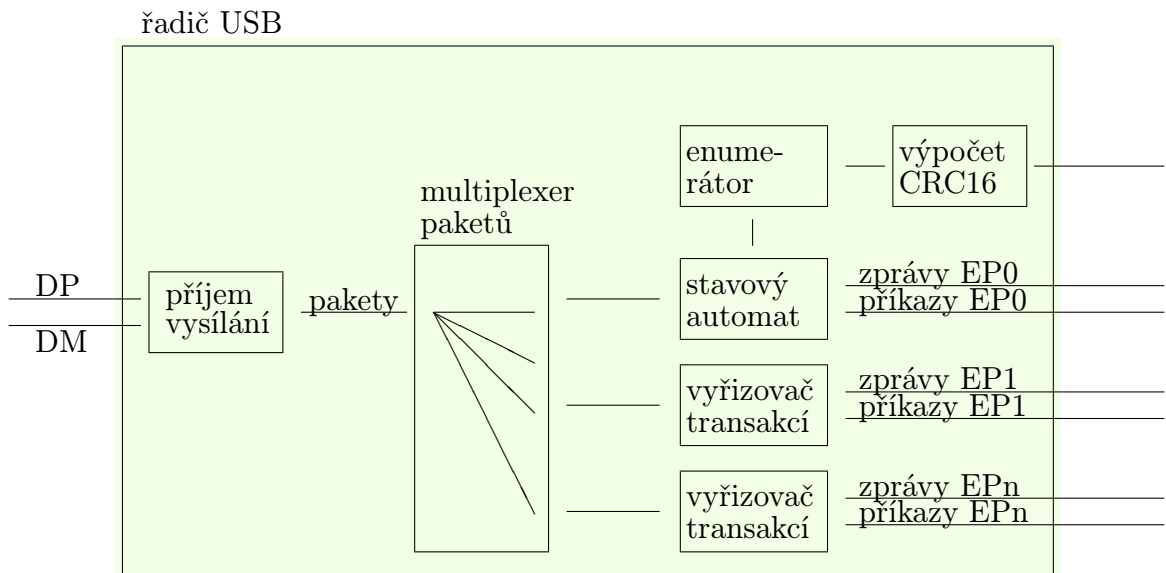 řadič USB
enume-
rátor
výpočet
CRC16
multiplexer
paketů
DP
DM
příjem
vysílání
pakety
stavový
automat
zprávy EP0
příkazy EP0
vyřizovač
transakcí
zprávy EP1
příkazy EP1
vyřizovač
transakcí
zprávy EPn
příkazy EPn